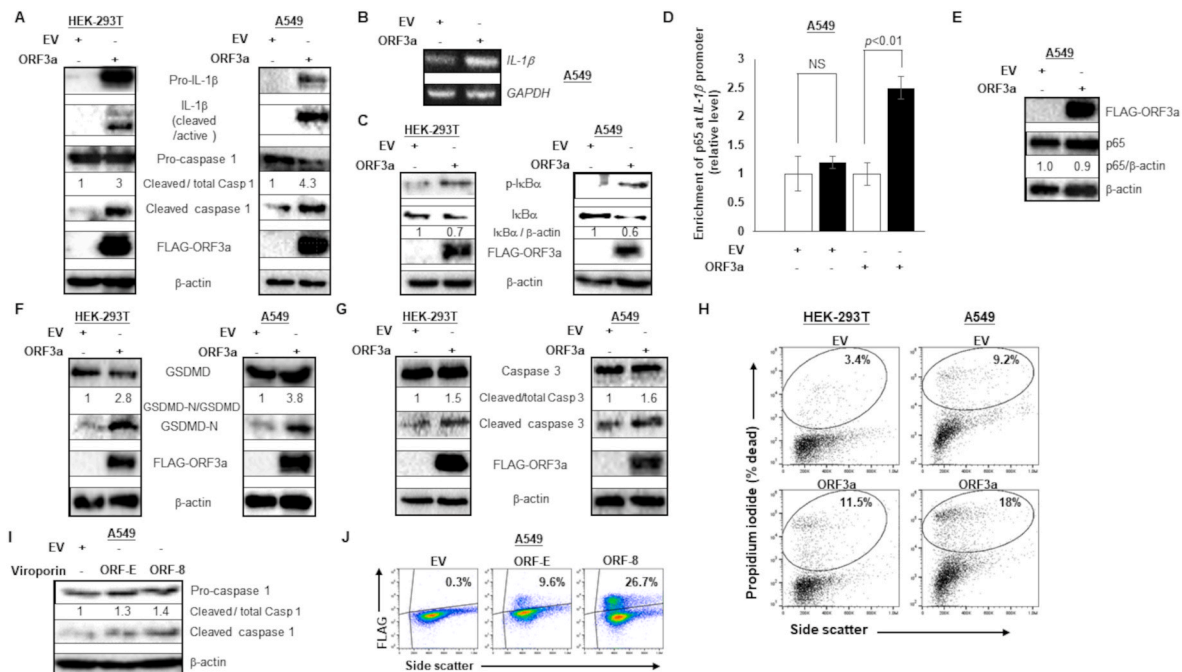 A
HEK-293T
A549
EV + - + -
ORF3a - + - +
Pro-IL-1β
IL-1β
(cleaved
/active )
Pro-caspase 1
1 3 Cleaved/ total Casp 1 1 4.3
Cleaved caspase 1
FLAG-ORF3a
β-actin
B
EV + -
ORF3a - +
IL-1β
A549
GAPDH
C
HEK-293T
A549
EV + - + -
ORF3a - + - +
p-IκBα
IκBα
1 0.7 IκBα / β-actin 1 0.6
FLAG-ORF3a
β-actin
D
A549
Enrichment of p65 at IL-1β promoter
(relative level)
3
2.5
2
1.5
1
0.5
0
NS
p<0.01
EV + + - -
ORF3a - - + +
E
A549
EV + -
ORF3a - +
FLAG-ORF3a
p65
1.0 0.9 p65/β-actin
β-actin
F
HEK-293T
A549
EV + - + -
ORF3a - + - +
GSDMD
1 2.8 GSDMD-N/GSDMD 1 3.8
GSDMD-N
FLAG-ORF3a
β-actin
G
HEK-293T
A549
EV + - + -
ORF3a - + - +
Caspase 3
1 1.5 Cleaved/total Casp 3 1 1.6
Cleaved caspase 3
FLAG-ORF3a
β-actin
H
HEK-293T
A549
EV EV
3.4% 9.2%
ORF3a ORF3a
11.5% 18%
Propidium iodide (% dead)
Side scatter
I
A549
EV + - -
Viroporin - ORF-E ORF-8
Pro-caspase 1
1 1.3 1.4 Cleaved/ total Casp 1
Cleaved caspase 1
β-actin
J
A549
EV ORF-E ORF-8
0.3% 9.6% 26.7%
FLAG
Side scatter